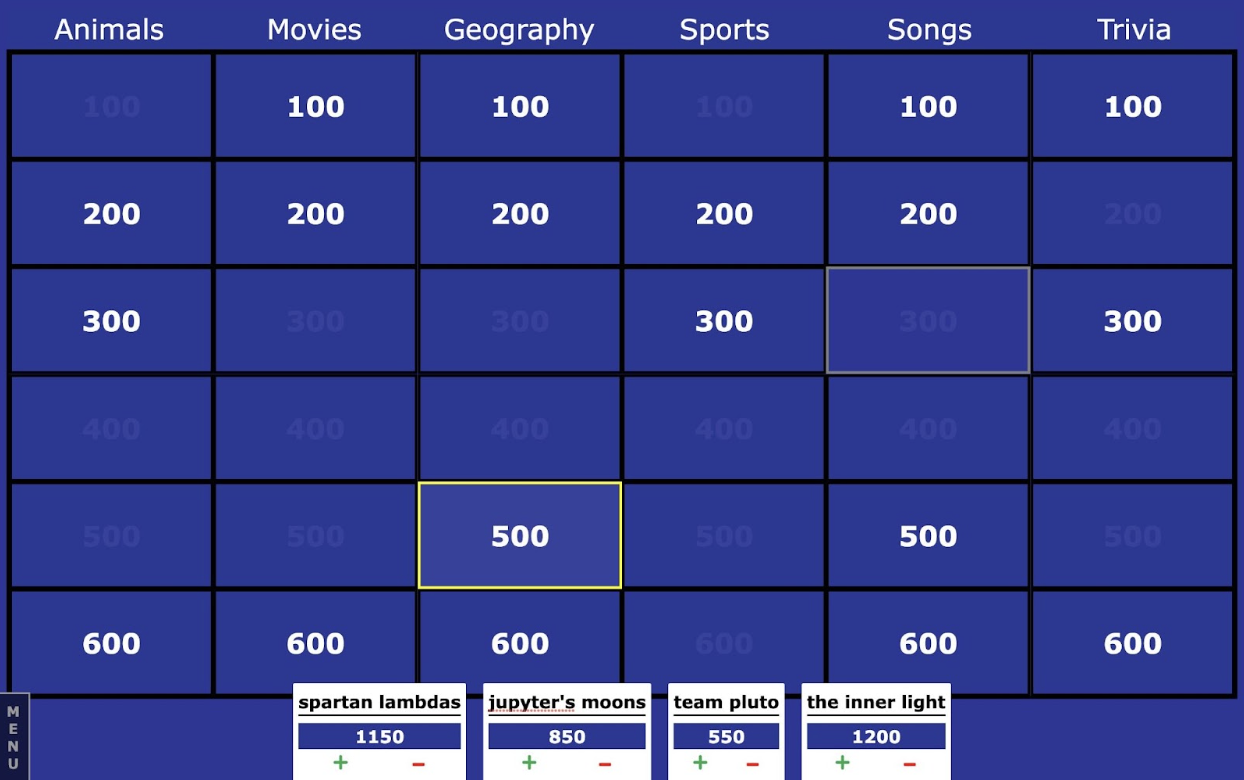 Animals Movies Geography Sports Songs Trivia
100 100 100 100 100 100
200 200 200 200 200 200
300 300 300 300 300 300
400 400 400 400 400 400
500 500 500 500 500 500
600 600 600 600 600 600
MENU
spartan lambdas jupyter's moons team pluto the inner light
1150 850 550 1200
+ − + − + − + −